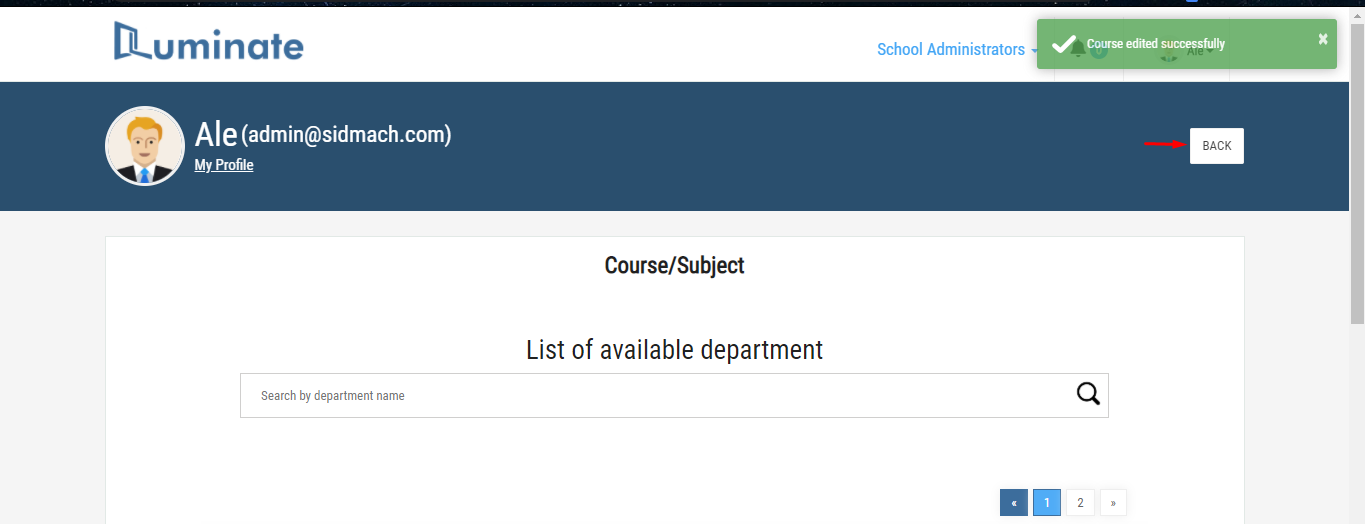 Luminate
School Administrators
Course edited successfully
×
Ale
Ale (admin@sidmach.com)
My Profile
BACK
Course/Subject
List of available department
Search by department name
« 1 2 »